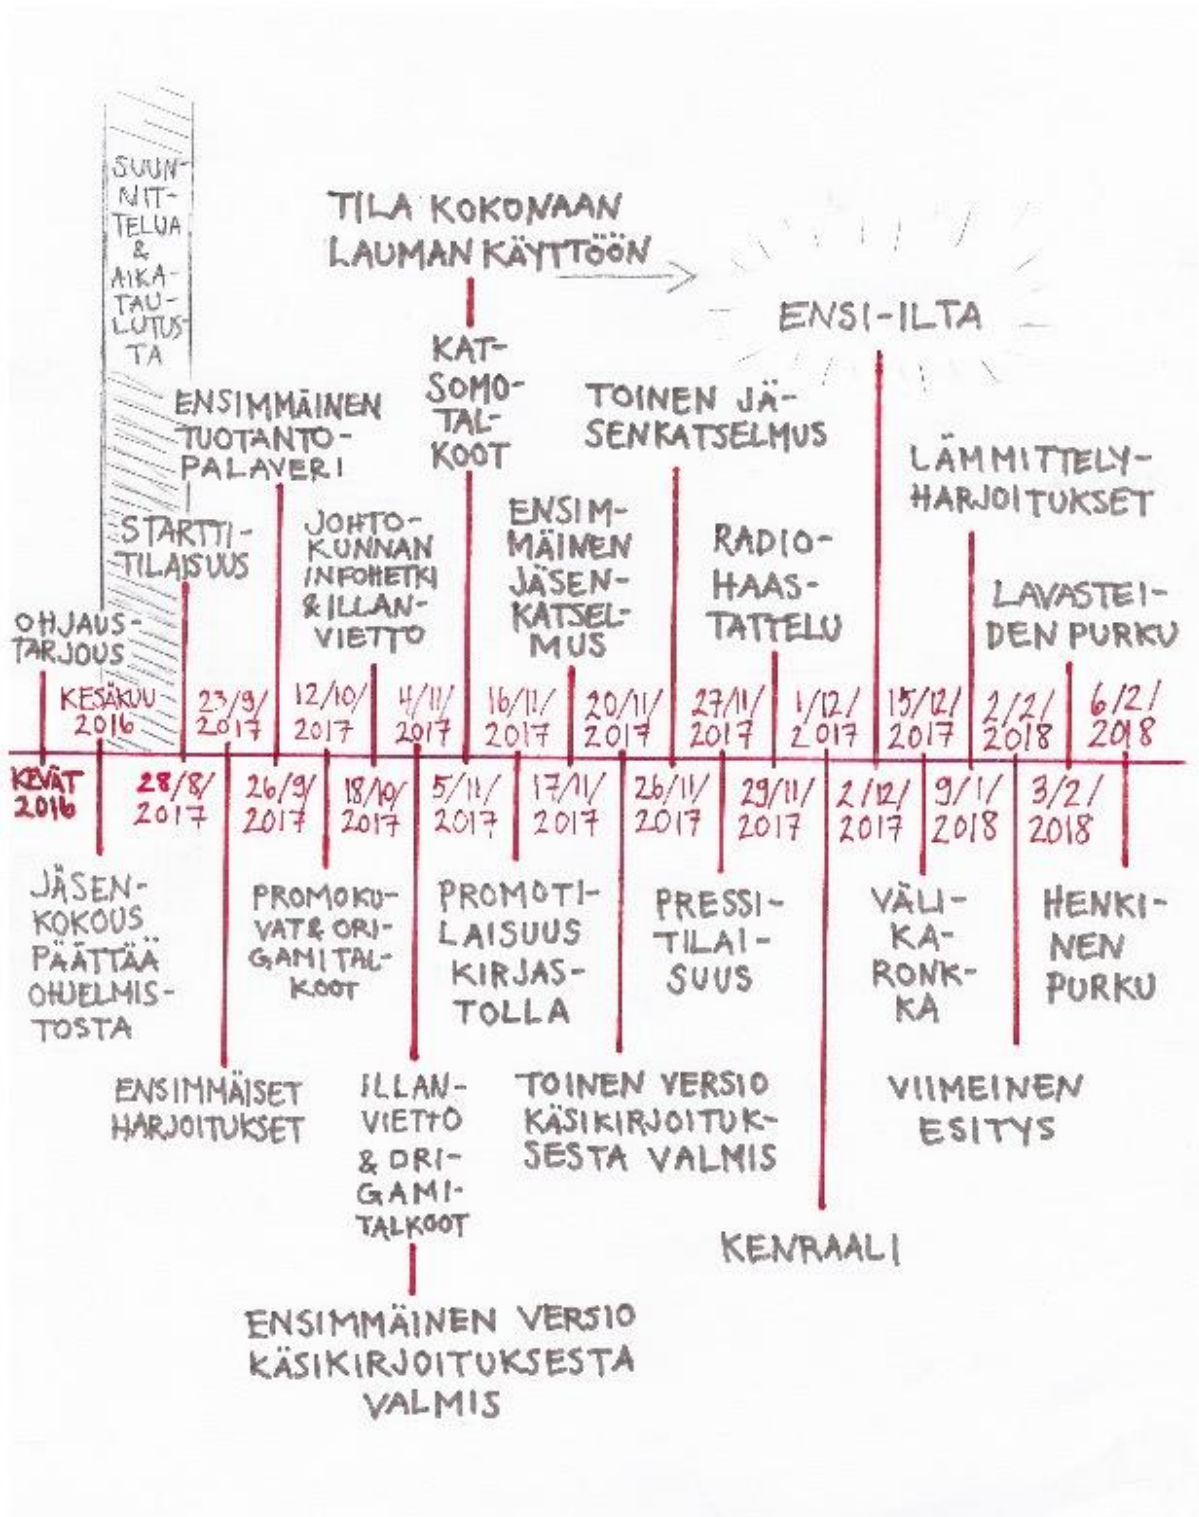 SUUN-
NIT-
TELUA
&
AIKA-
TAU-
LUTUS-
TA
TILA KOKONAAN
LAUMAN KÄYTTÖÖN
ENSI-ILTA
KAT-
SOMO-
TAL-
KOOT
ENSIMMÄINEN
TUOTANTO-
PALAVERI
TOINEN JÄ-
SENKATSELMUS
LÄMMITTELY-
HARJOITUKSET
STARTTI-
TILAISUUS
JOHTO-
KUNNAN
INFOHETKI
& ILLAN-
VIETTO
ENSIM-
MÄINEN
JÄSEN-
KATSEL-
MUS
RADIO-
HAAS-
TATTELU
LAVASTEI-
DEN PURKU
OHJAUS-
TARJOUS
KESÄKUU
2016
23/9/
2017
12/10/
2017
4/11/
2017
16/11/
2017
20/11/
2017
27/11/
2017
1/12/
2017
15/12/
2017
2/2/
2018
6/2/
2018
KEVÄT
2016
28/8/
2017
26/9/
2017
18/10/
2017
5/11/
2017
17/11/
2017
26/11/
2017
29/11/
2017
2/12/
2017
9/1/
2018
3/2/
2018
JÄSEN-
KOKOUS
PÄÄTTÄÄ
OHJELMIS-
TOSTA
PROMOKU-
VAT & ORI-
GAMITAL-
KOOT
PROMOTI-
LAISUUS
KIRJAS-
TOLLA
PRESSI-
TILAI-
SUUS
VÄLI-
KA-
RONK-
KA
HENKI-
NEN
PURKU
ENSIMMÄISET
HARJOITUKSET
ILLAN-
VIETTO
& ORI-
GAMI-
TALKOOT
TOINEN VERSIO
KÄSIKIRJOITUK-
SESTA VALMIS
VIIMEINEN
ESITYS
KENRAALI
ENSIMMÄINEN VERSIO
KÄSIKIRJOITUKSESTA
VALMIS